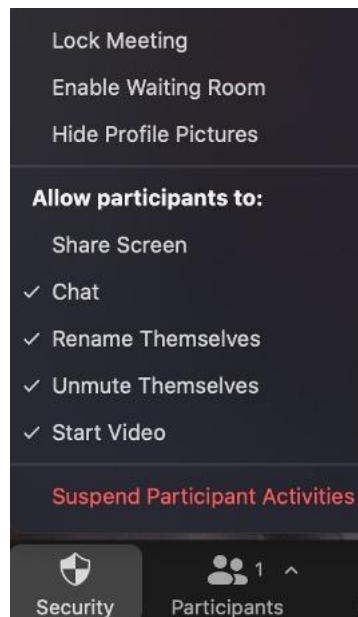 Lock Meeting
Enable Waiting Room
Hide Profile Pictures
Allow participants to:
Share Screen
✓ Chat
✓ Rename Themselves
✓ Unmute Themselves
✓ Start Video
Suspend Participant Activities
1
Security Participants